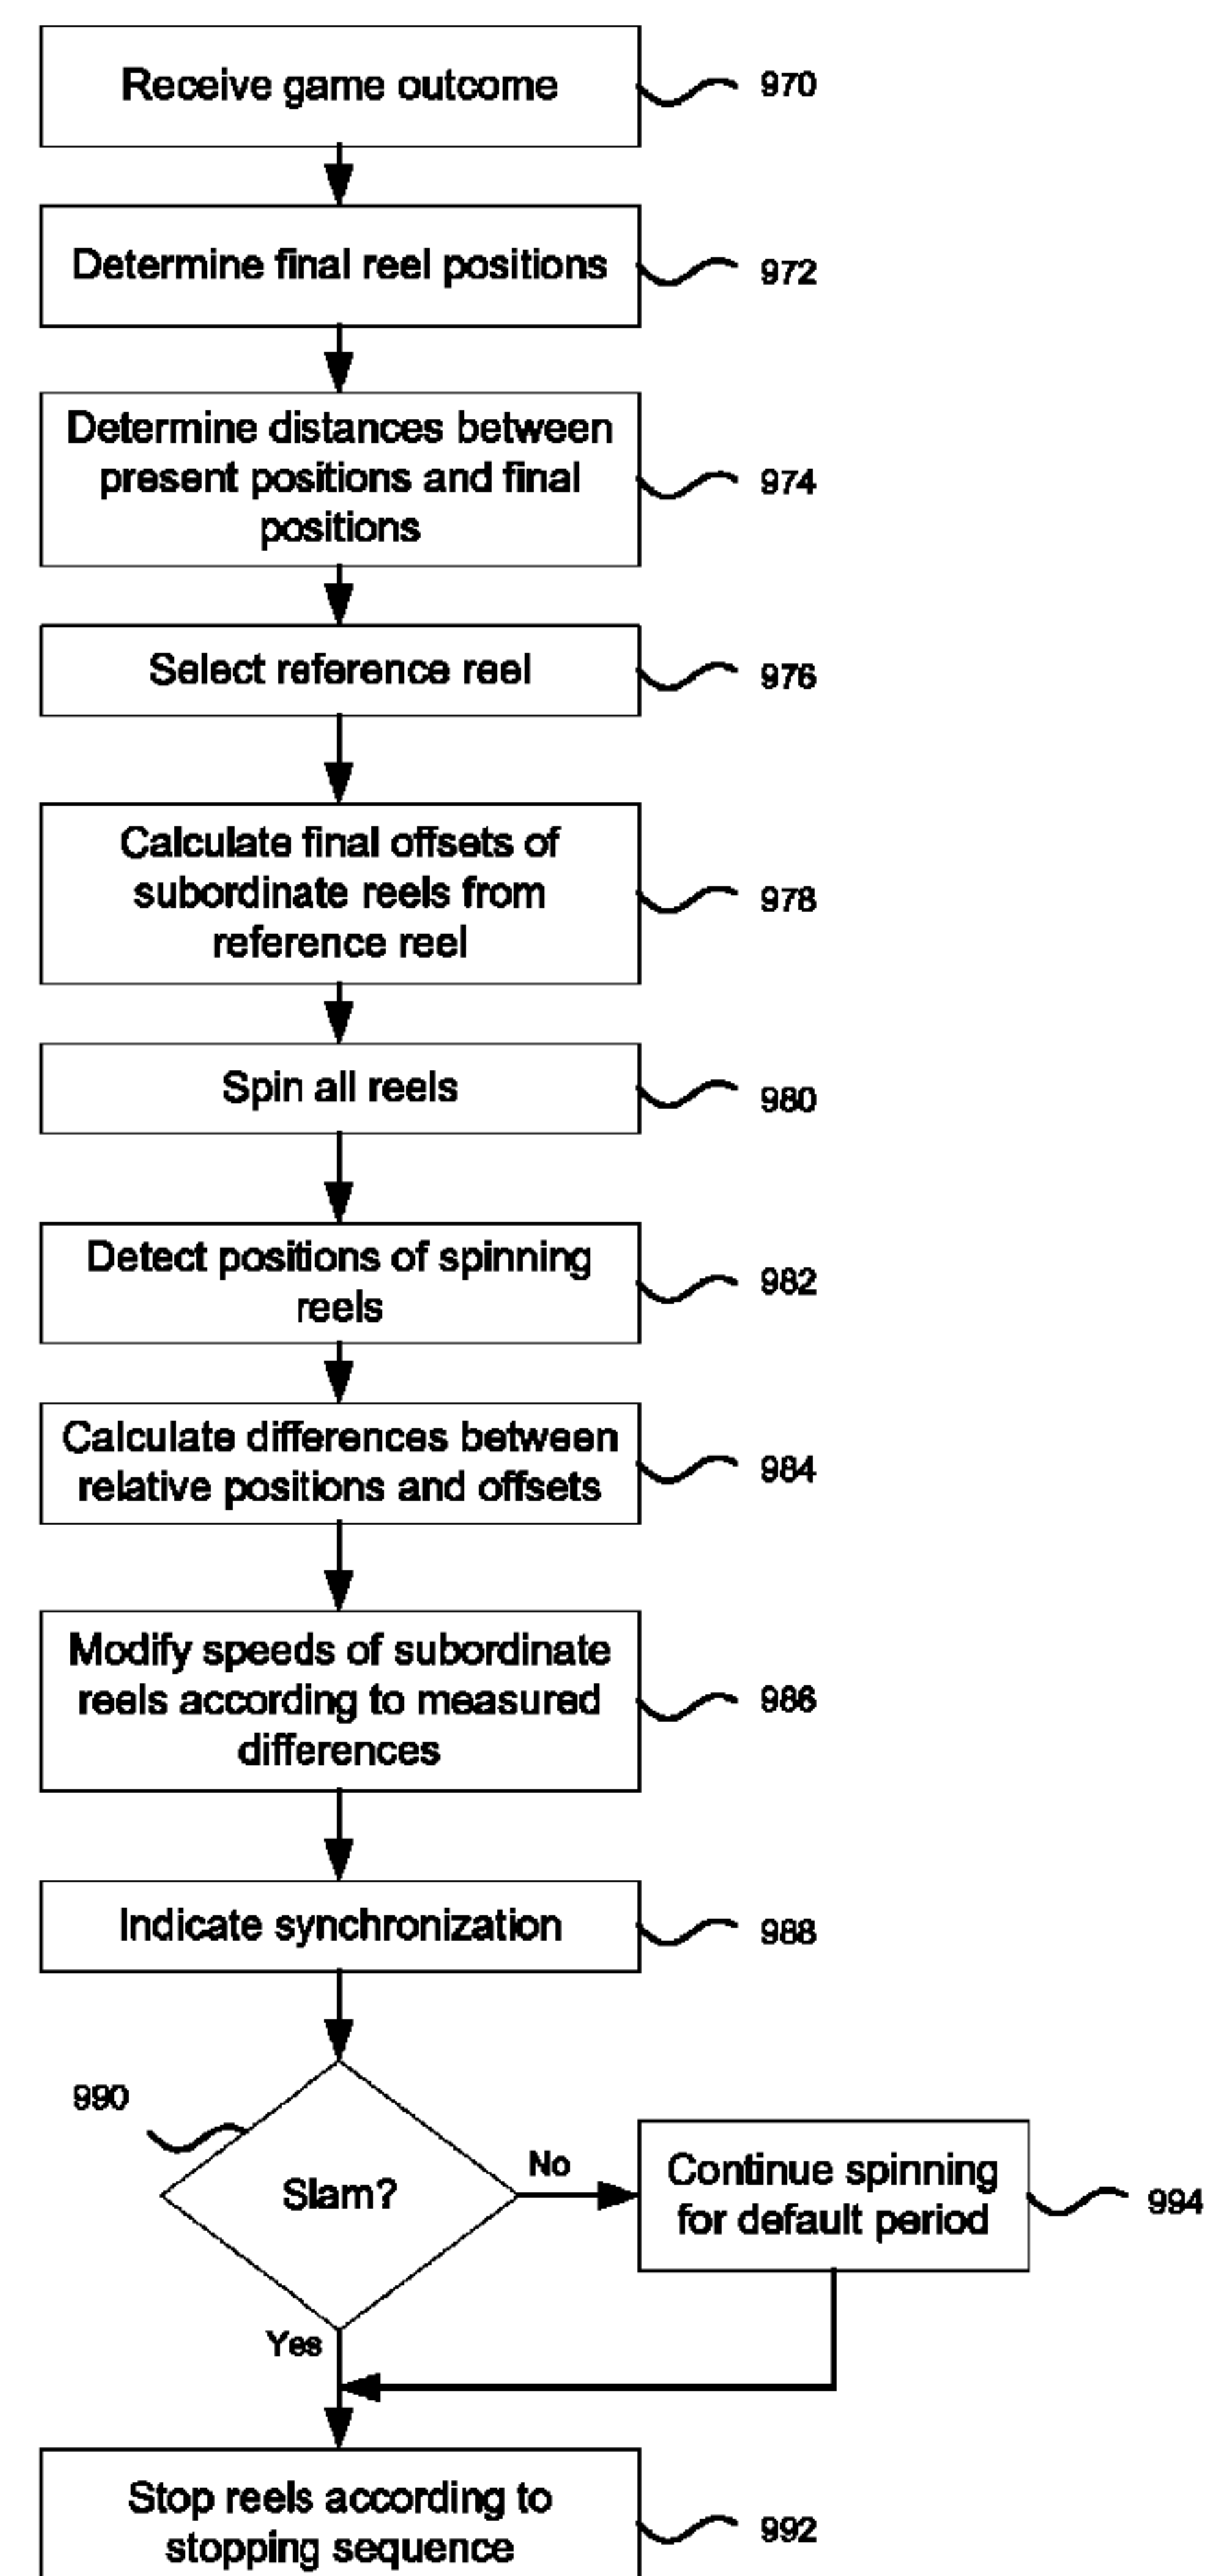 Receive game outcome
970
Determine final reel positions
972
Determine distances between
present positions and final
positions
974
Select reference reel
976
Calculate final offsets of
subordinate reels from
reference reel
978
Spin all reels
980
Detect positions of spinning
reels
982
Calculate differences between
relative positions and offsets
984
Modify speeds of subordinate
reels according to measured
differences
986
Indicate synchronization
988
990
Slam?
No
Continue spinning
for default period
994
Yes
Stop reels according to
stopping sequence
992